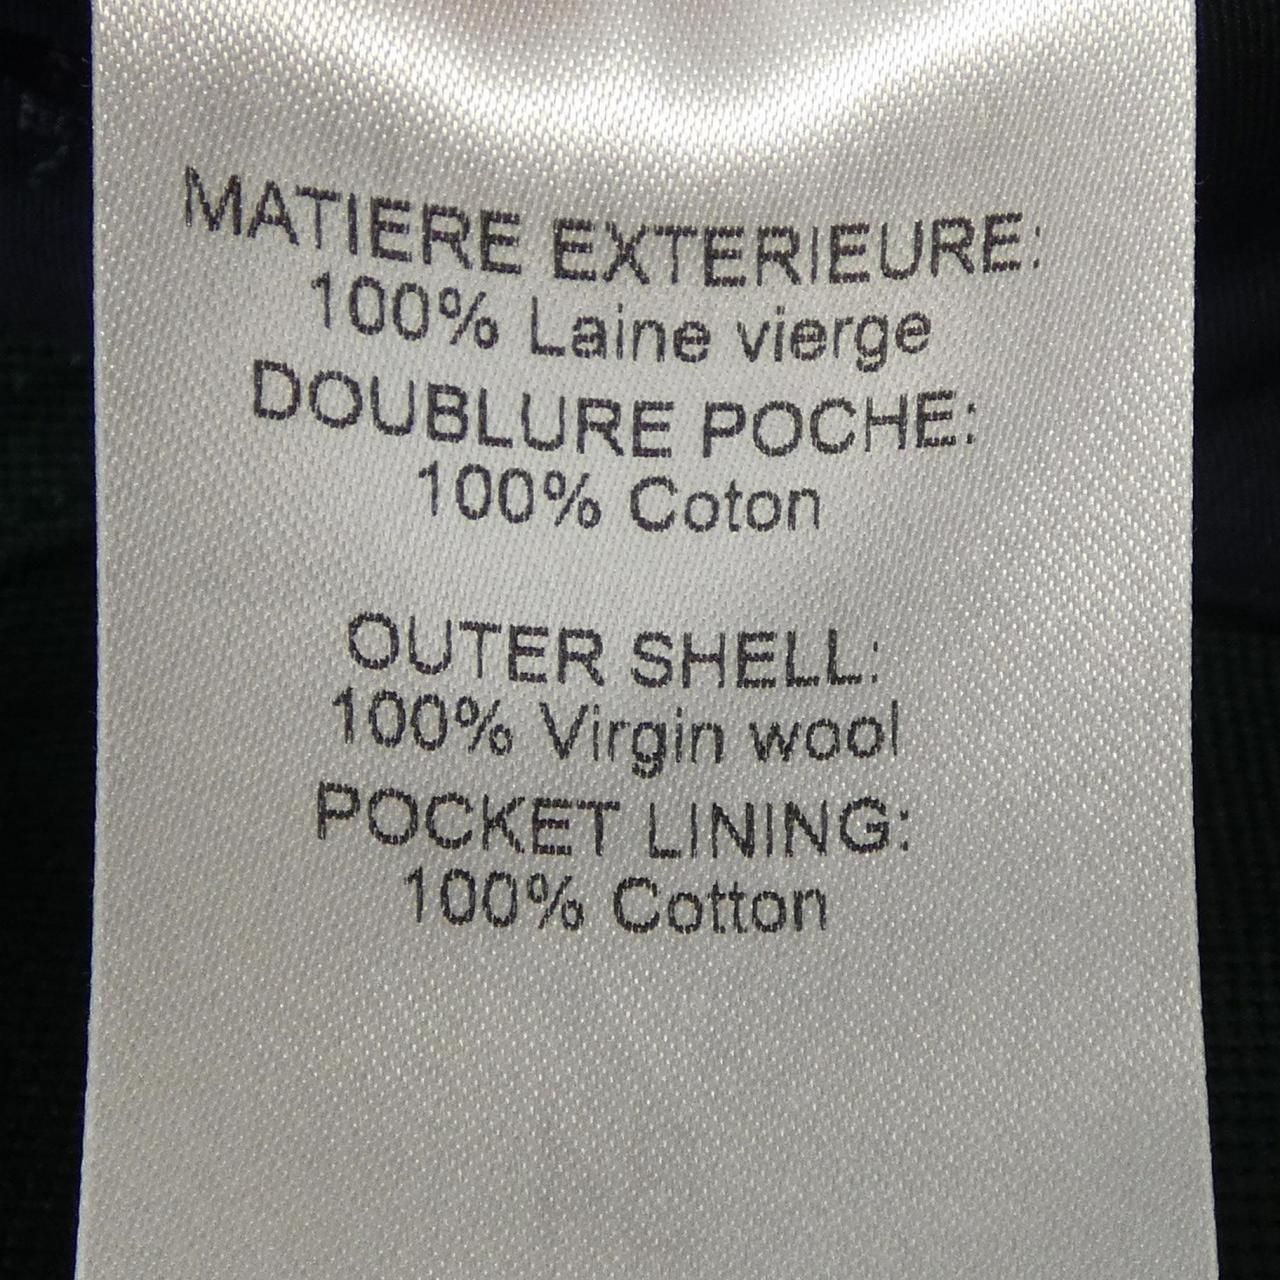 MATIERE EXTERIEURE:
100% Laine vierge
DOUBLURE POCHE:
100% Coton
OUTER SHELL:
100% Virgin wool
POCKET LINING:
100% Cotton